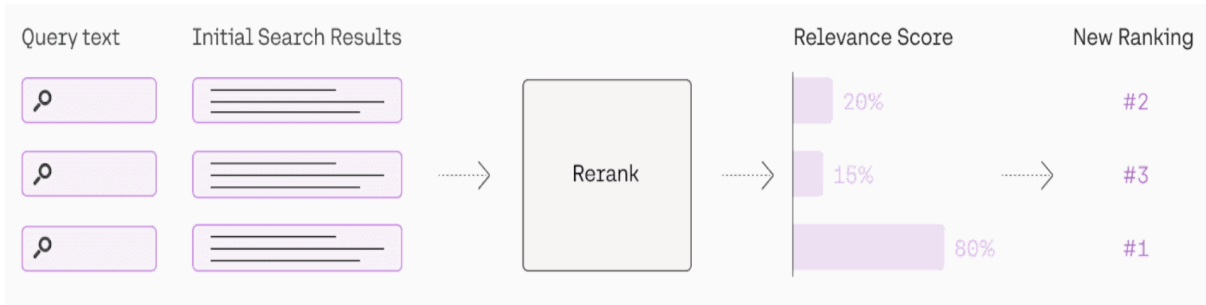 Query text
Initial Search Results
Relevance Score
New Ranking
20%
#2
Rerank
15%
#3
80%
#1